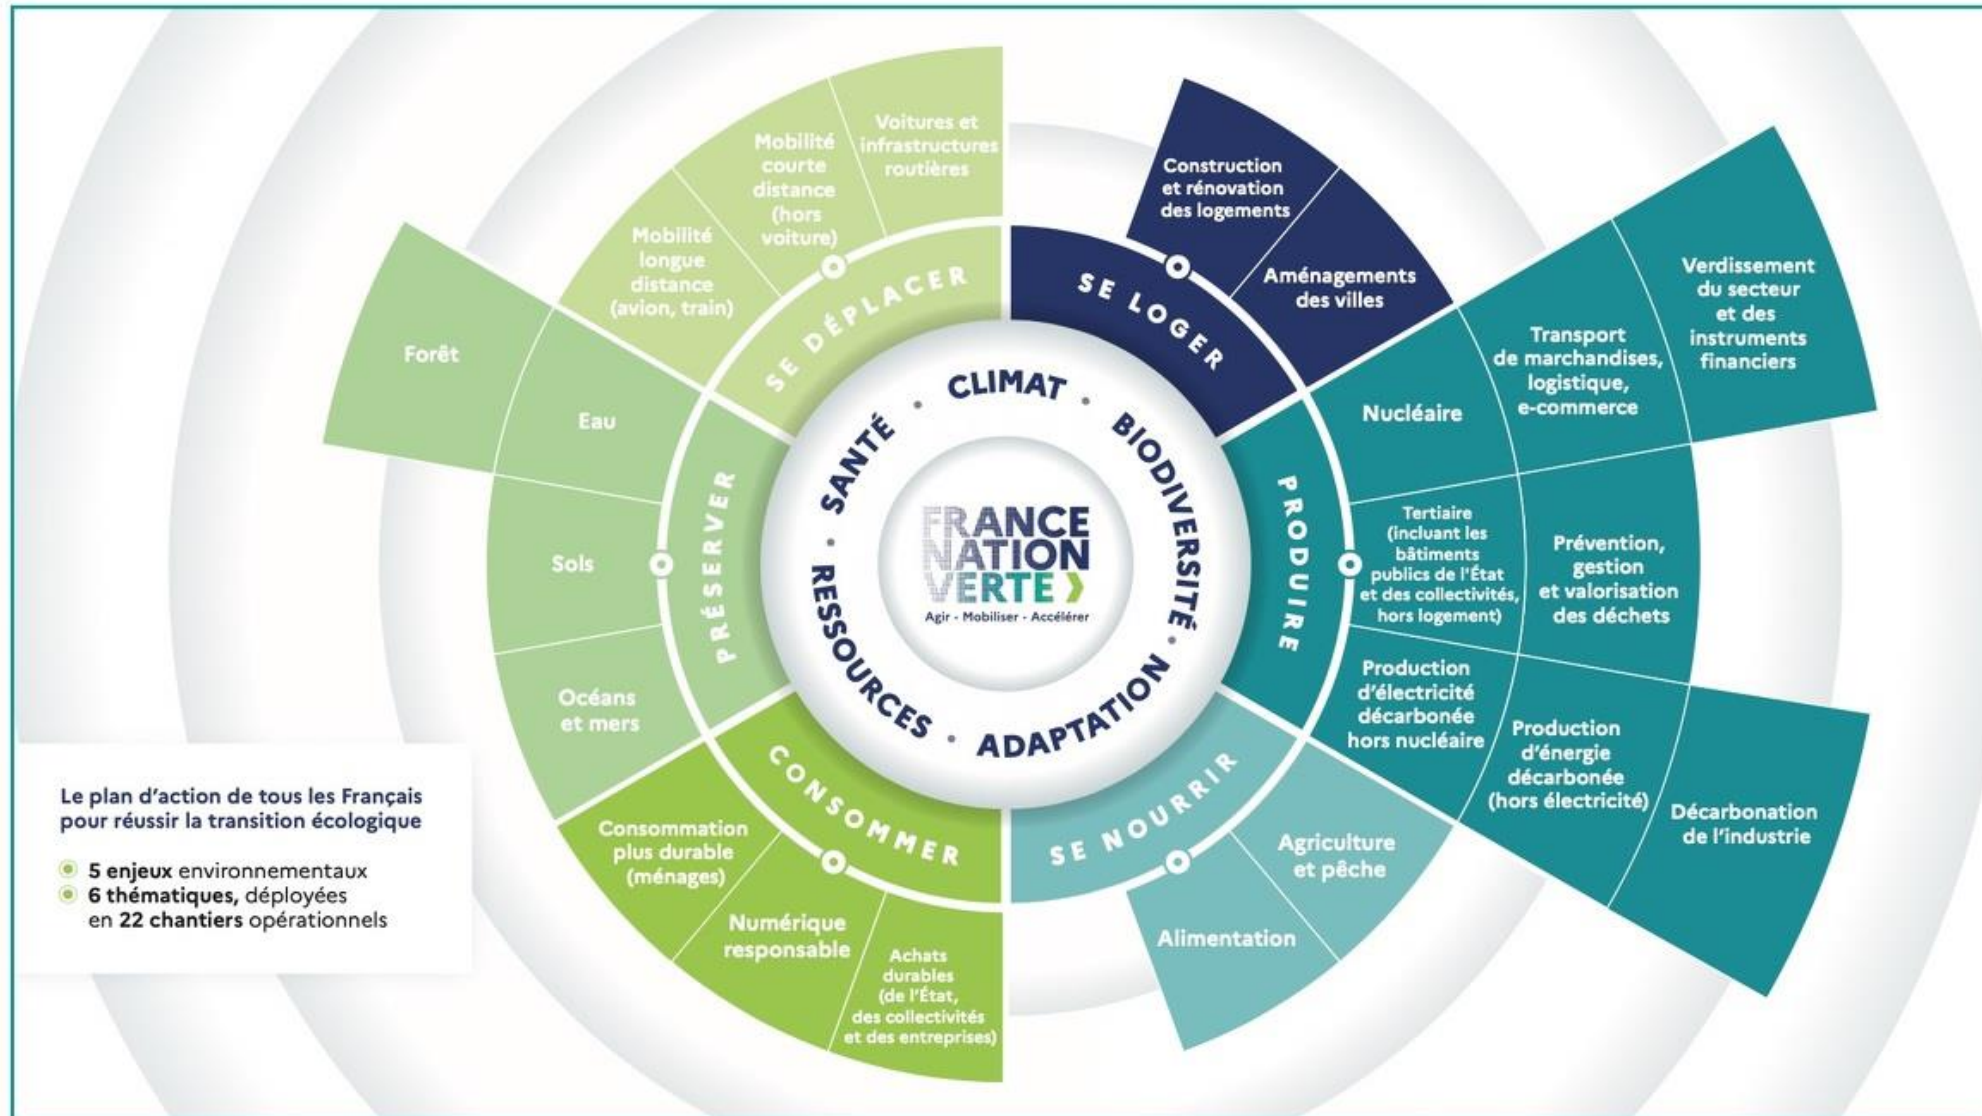 Voitures et
infrastructures
routières
Mobilité
courte
distance
(hors
voiture)
Mobilité
longue
distance
(avion, train)
SE DÉPLACER
Construction
et rénovation
des logements
Aménagements
des villes
SE LOGER
Verdissement
du secteur
et des
instruments
financiers
Transport
de marchandises,
logistique,
e-commerce
Nucléaire
Tertiaire
(incluant les
bâtiments
publics de l'État
et des collectivités,
hors logement)
Prévention,
gestion
et valorisation
des déchets
Production
d'électricité
décarbonée
hors nucléaire
Production
d'énergie
décarbonée
(hors électricité)
Décarbonation
de l'industrie
PRODUIRE
Agriculture
et pêche
Alimentation
SE NOURRIR
Achats
durables
(de l'État,
des collectivités
et des entreprises)
Numérique
responsable
Consommation
plus durable
(ménages)
CONSOMMER
Océans
et mers
Sols
Eau
Forêt
PRÉSERVER
CLIMAT · BIODIVERSITÉ · ADAPTATION · RESSOURCES · SANTÉ ·
FRANCE
NATION
VERTE
Agir - Mobiliser - Accélérer
Le plan d'action de tous les Français
pour réussir la transition écologique
5 enjeux environnementaux
6 thématiques, déployées
en 22 chantiers opérationnels